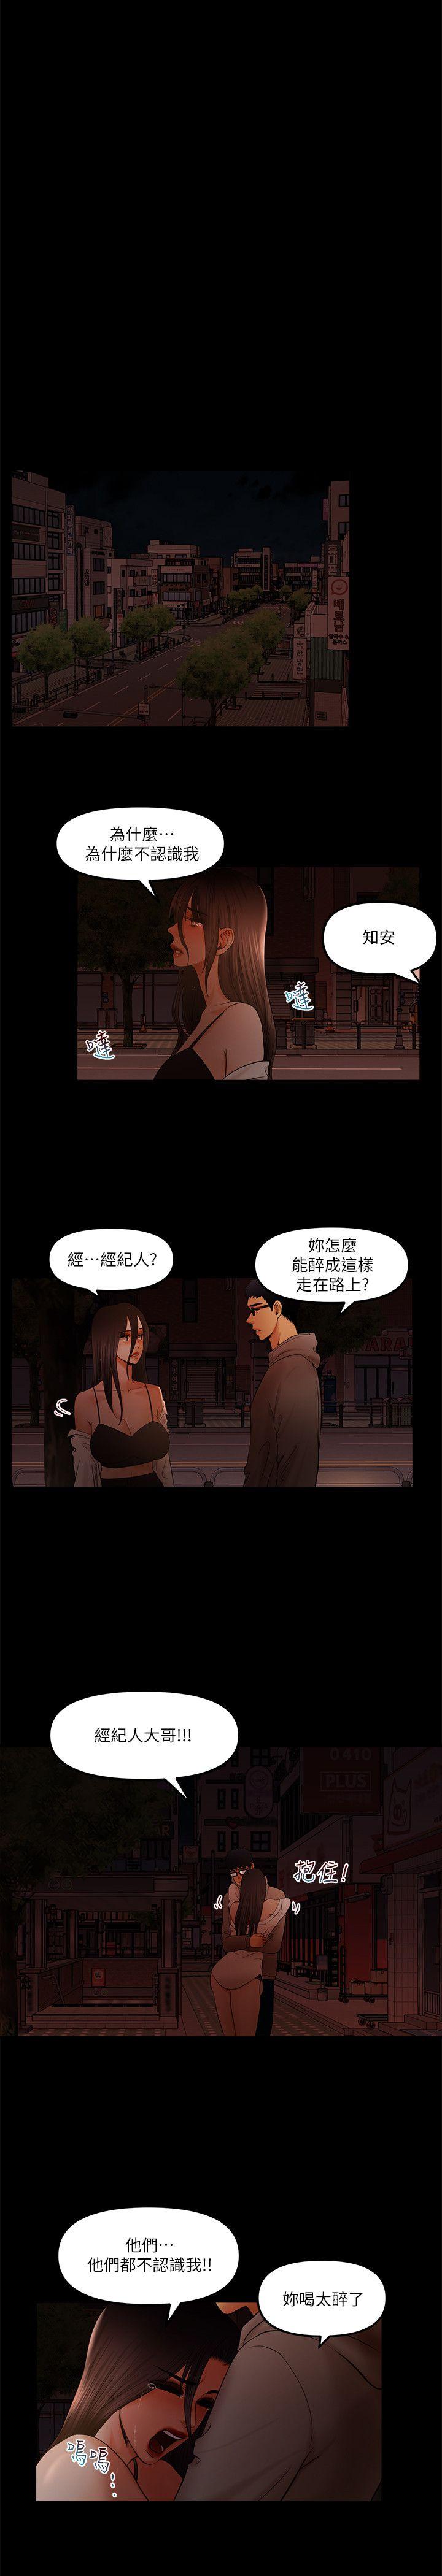 為什麼…
為什麼不認識我
知安
噠
噠
經…經紀人?
妳怎麼
能醉成這樣
走在路上?
經紀人大哥!!!
0410
PLUS
抱住!
他們…
他們都不認識我!!
妳喝太醉了
嗚嗚…